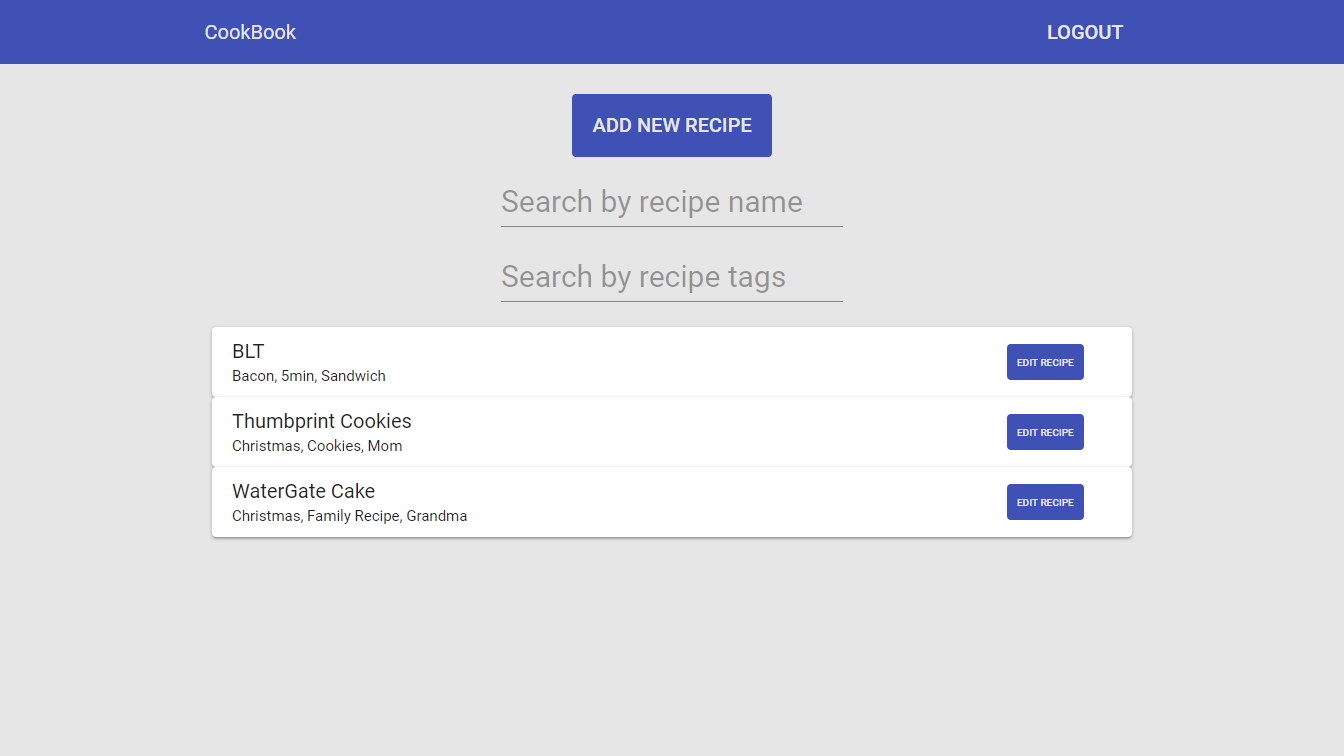 CookBook
LOGOUT
ADD NEW RECIPE
Search by recipe name
Search by recipe tags
BLT
Bacon, 5min, Sandwich
EDIT RECIPE
Thumbprint Cookies
Christmas, Cookies, Mom
EDIT RECIPE
WaterGate Cake
Christmas, Family Recipe, Grandma
EDIT RECIPE